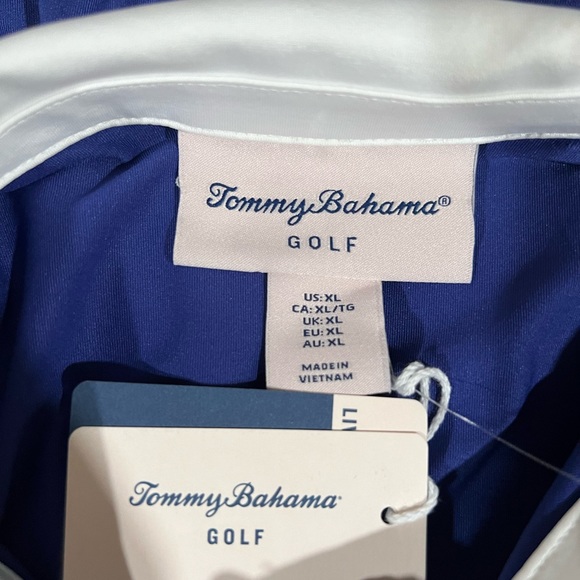 Tommy Bahama®
GOLF
US: XL
CA: XL/TG
UK: XL
EU: XL
AU: XL
MADE IN
VIETNAM
Tommy Bahama
GOLF